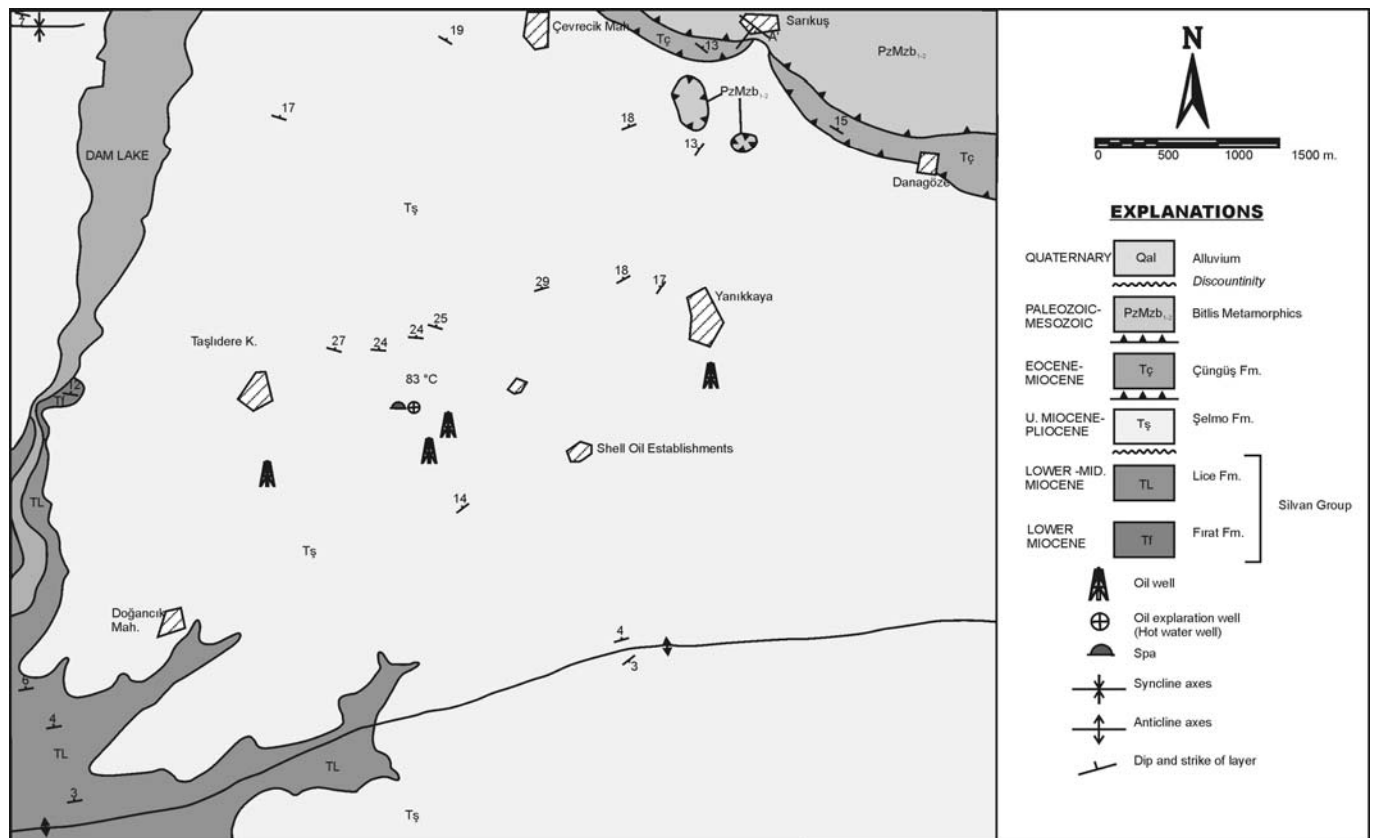 7
19
Çevrecik Mah.
Tç
13
Sarıkuş
A'
PzMzb1-2
17
DAM LAKE
18
PzMzb1-2
13
15
Tç
Danagöze
Tş
29
18
17
Yanıkkaya
25
24
27
24
Taşlıdere K.
83 °C
12
Tf
Shell Oil Establishments
TL
14
Tş
Doğancık
Mah.
4
3
6
4
TL
TL
3
Tş
N
0 500 1000 1500 m.
EXPLANATIONS
QUATERNARY Qal Alluvium
Discountinity
PALEOZOIC-
MESOZOIC PzMzb1-2 Bitlis Metamorphics
EOCENE-
MIOCENE Tç Çüngüş Fm.
U. MIOCENE-
PLIOCENE Tş Şelmo Fm.
LOWER -MID.
MIOCENE TL Lice Fm.
Silvan Group
LOWER
MIOCENE Tf Fırat Fm.
Oil well
Oil explaration well
(Hot water well)
Spa
Syncline axes
Anticline axes
Dip and strike of layer